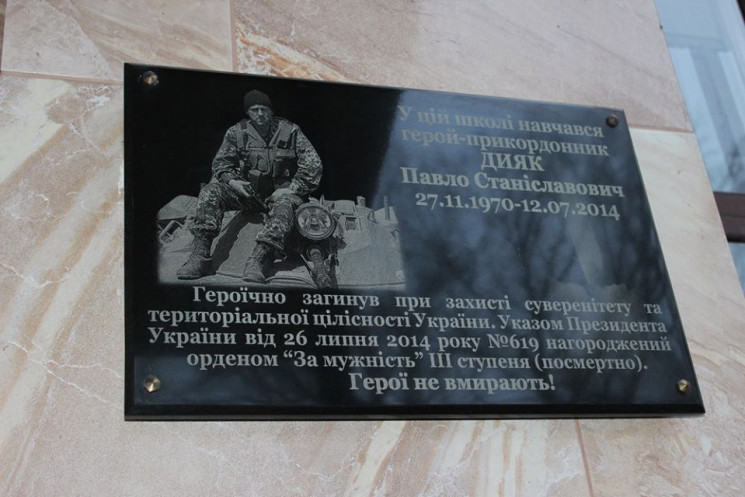 У цій школі навчався
герой-прикордонник
ДИЯК
Павло Станіславович
27.11.1970-12.07.2014
Героїчно загинув при захисті суверенітету та
територіальної цілісності України. Указом Президента
України від 26 липня 2014 року №619 нагороджений
орденом “За мужність” III ступеня (посмертно).
Герої не вмирають!